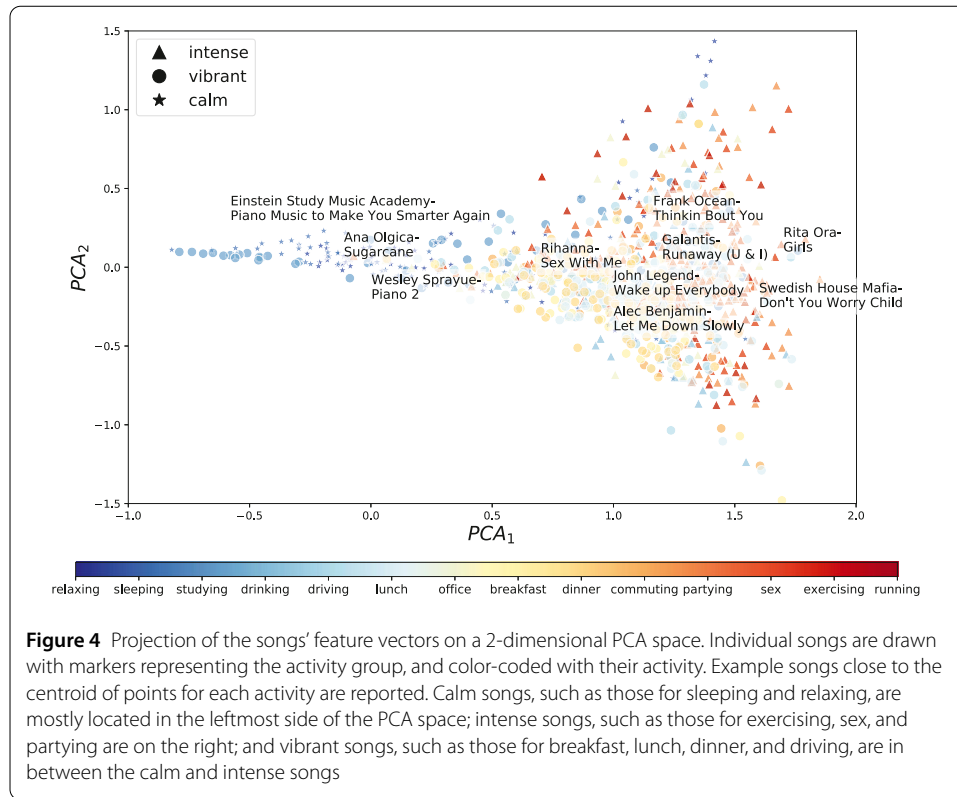 1.5
1.0
0.5
0.0
−0.5
−1.0
−1.5
PCA2
intense
vibrant
calm
Einstein Study Music Academy-
Piano Music to Make You Smarter Again
Ana Olgica-
Sugarcane
Wesley Sprayue-
Piano 2
Rihanna-
Sex With Me
Frank Ocean-
Thinkin Bout You
Galantis-
Runaway (U & I)
Rita Ora-
Girls
John Legend-
Wake up Everybody
Swedish House Mafia-
Don't You Worry Child
Alec Benjamin-
Let Me Down Slowly
−1.0 −0.5 0.0 0.5 1.0 1.5 2.0
PCA1
relaxing sleeping studying drinking driving lunch office breakfast dinner commuting partying sex exercising running
Figure 4 Projection of the songs' feature vectors on a 2-dimensional PCA space. Individual songs are drawn
with markers representing the activity group, and color-coded with their activity. Example songs close to the
centroid of points for each activity are reported. Calm songs, such as those for sleeping and relaxing, are
mostly located in the leftmost side of the PCA space; intense songs, such as those for exercising, sex, and
partying are on the right; and vibrant songs, such as those for breakfast, lunch, dinner, and driving, are in
between the calm and intense songs